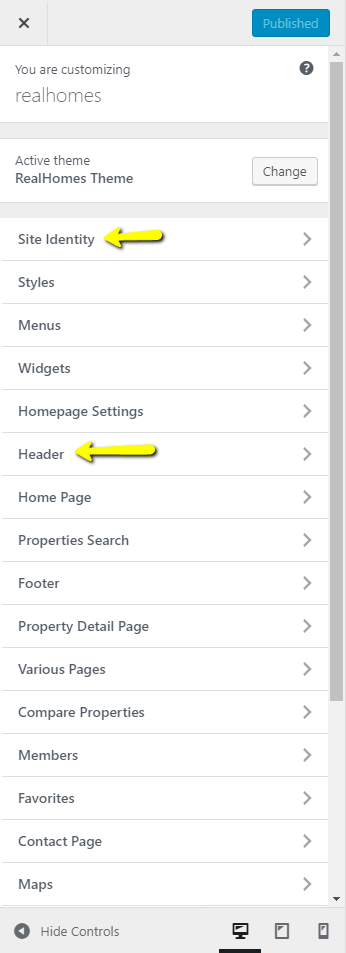 Published
You are customizing
realhomes
Active theme
RealHomes Theme
Change
Site Identity
Styles
Menus
Widgets
Homepage Settings
Header
Home Page
Properties Search
Footer
Property Detail Page
Various Pages
Compare Properties
Members
Favorites
Contact Page
Maps
Hide Controls